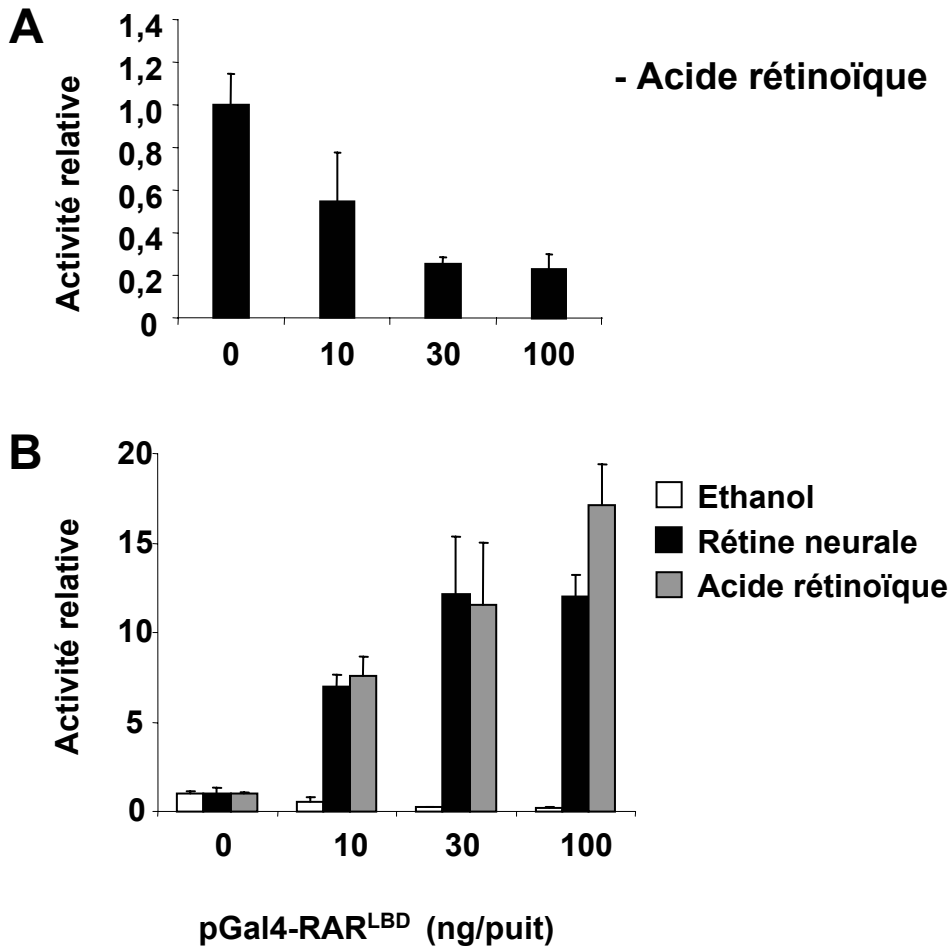 A
Activité relative
1,4
1,2
1,0
0,8
0,6
0,4
0,2
0
0 10 30 100
- Acide rétinoïque
B
Activité relative
20
15
10
5
0
0 10 30 100
Ethanol
Rétine neurale
Acide rétinoïque
pGal4-RARLBD (ng/puit)